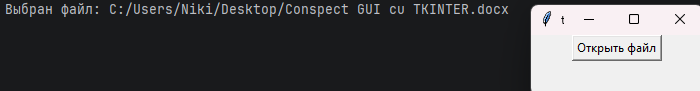 Выбран файл: C:/Users/Niki/Desktop/Conspect GUI cu TKINTER.docx
t
Открыть файл